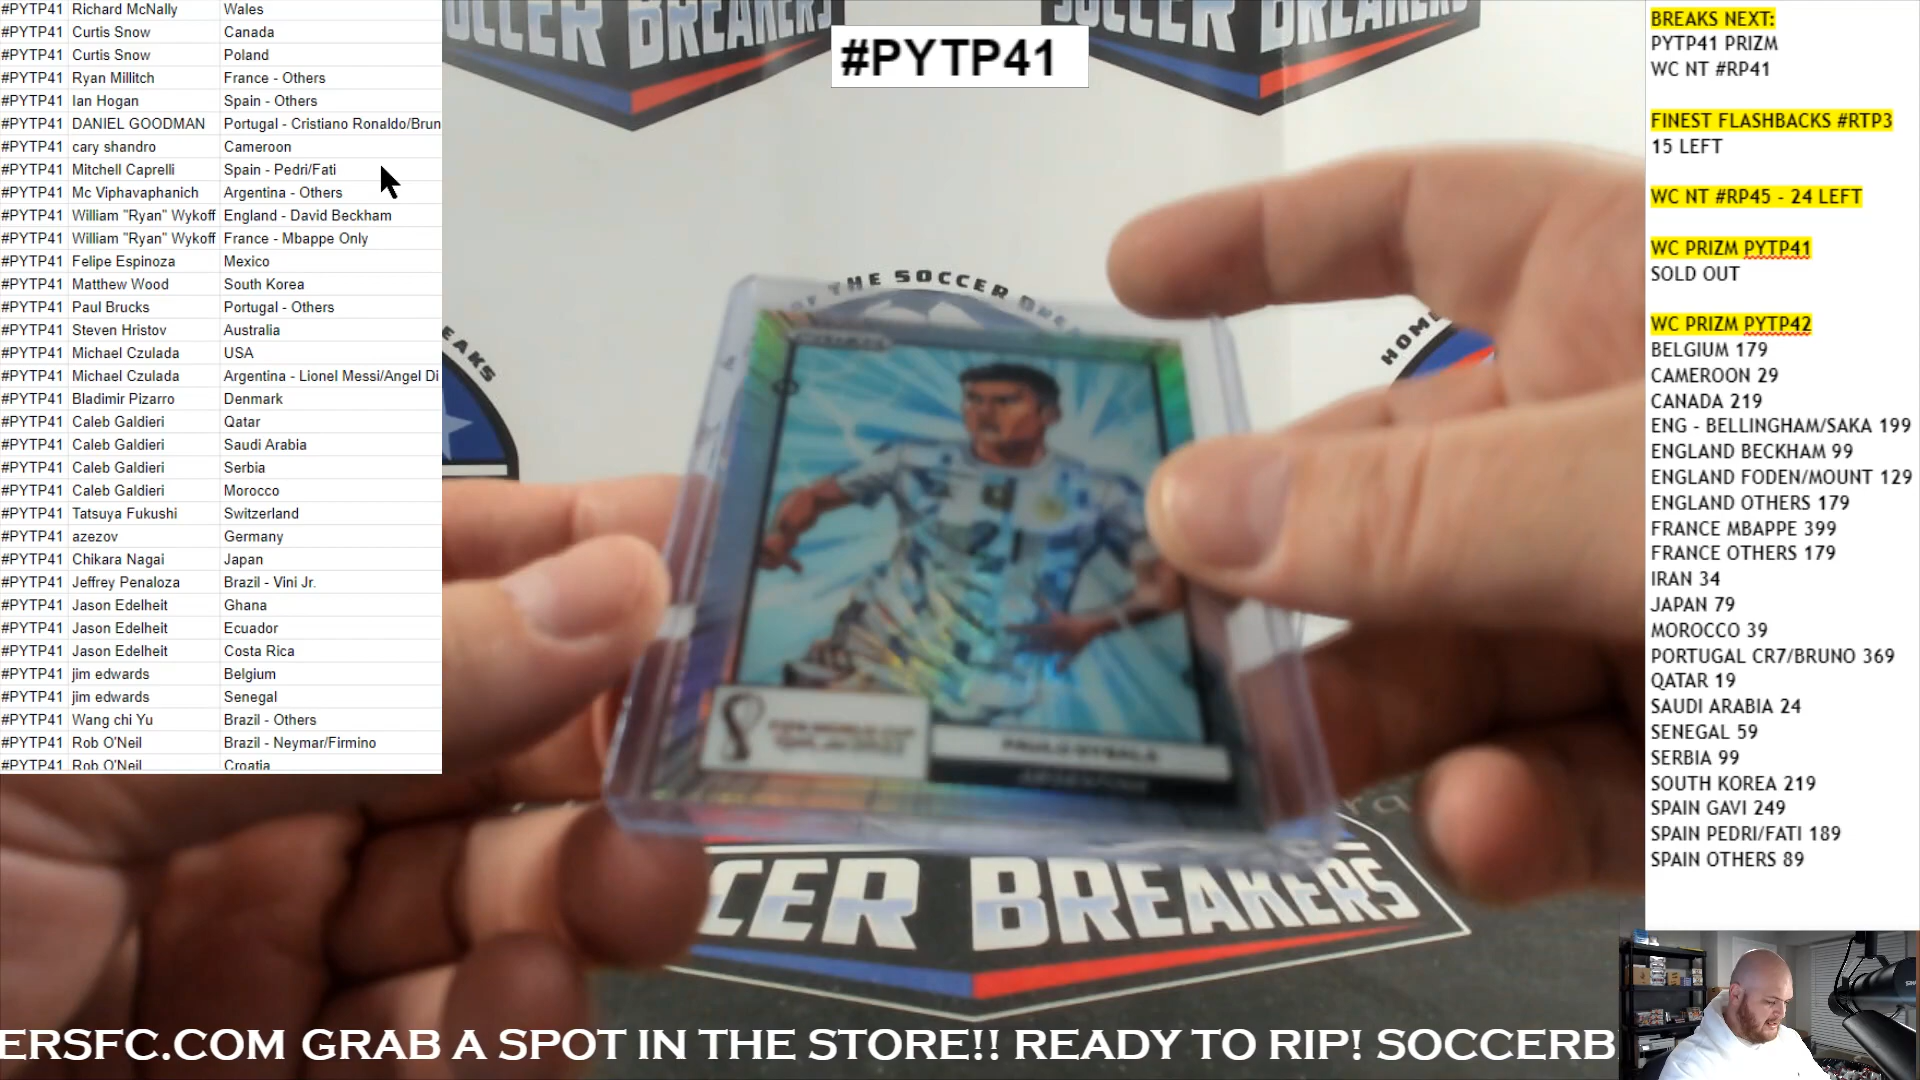 #PYTP41 Richard McNally Wales
#PYTP41 Curtis Snow Canada
#PYTP41 Curtis Snow Poland
#PYTP41 Ryan Millitch France - Others
#PYTP41 Ian Hogan Spain - Others
#PYTP41 DANIEL GOODMAN Portugal - Cristiano Ronaldo/Brun
#PYTP41 cary shandro Cameroon
#PYTP41 Mitchell Caprelli Spain - Pedri/Fati
#PYTP41 Mc Viphavaphanich Argentina - Others
#PYTP41 William "Ryan" Wykoff England - David Beckham
#PYTP41 William "Ryan" Wykoff France - Mbappe Only
#PYTP41 Felipe Espinoza Mexico
#PYTP41 Matthew Wood South Korea
#PYTP41 Paul Brucks Portugal - Others
#PYTP41 Steven Hristov Australia
#PYTP41 Michael Czulada USA
#PYTP41 Michael Czulada Argentina - Lionel Messi/Angel Di
#PYTP41 Bladimir Pizarro Denmark
#PYTP41 Caleb Galdieri Qatar
#PYTP41 Caleb Galdieri Saudi Arabia
#PYTP41 Caleb Galdieri Serbia
#PYTP41 Caleb Galdieri Morocco
#PYTP41 Tatsuya Fukushi Switzerland
#PYTP41 azezov Germany
#PYTP41 Chikara Nagai Japan
#PYTP41 Jeffrey Penaloza Brazil - Vini Jr.
#PYTP41 Jason Edelheit Ghana
#PYTP41 Jason Edelheit Ecuador
#PYTP41 Jason Edelheit Costa Rica
#PYTP41 jim edwards Belgium
#PYTP41 jim edwards Senegal
#PYTP41 Wang chi Yu Brazil - Others
#PYTP41 Rob O'Neil Brazil - Neymar/Firmino
#PYTP41 Rob O'Neil Croatia
#PYTP41
SOCCER BREAKERS
SOCCER BREAKERS
THE SOCCER
EAKS
HOM
21
PAULO DYBALA
ARGENTINA
CER BREAKERS
BREAKS NEXT:
PYTP41 PRIZM
WC NT #RP41
FINEST FLASHBACKS #RTP3
15 LEFT
WC NT #RP45 - 24 LEFT
WC PRIZM PYTP41
SOLD OUT
WC PRIZM PYTP42
BELGIUM 179
CAMEROON 29
CANADA 219
ENG - BELLINGHAM/SAKA 199
ENGLAND BECKHAM 99
ENGLAND FODEN/MOUNT 129
ENGLAND OTHERS 179
FRANCE MBAPPE 399
FRANCE OTHERS 179
IRAN 34
JAPAN 79
MOROCCO 39
PORTUGAL CR7/BRUNO 369
QATAR 19
SAUDI ARABIA 24
SENEGAL 59
SERBIA 99
SOUTH KOREA 219
SPAIN GAVI 249
SPAIN PEDRI/FATI 189
SPAIN OTHERS 89
ERSFC.COM GRAB A SPOT IN THE STORE!! READY TO RIP! SOCCERB